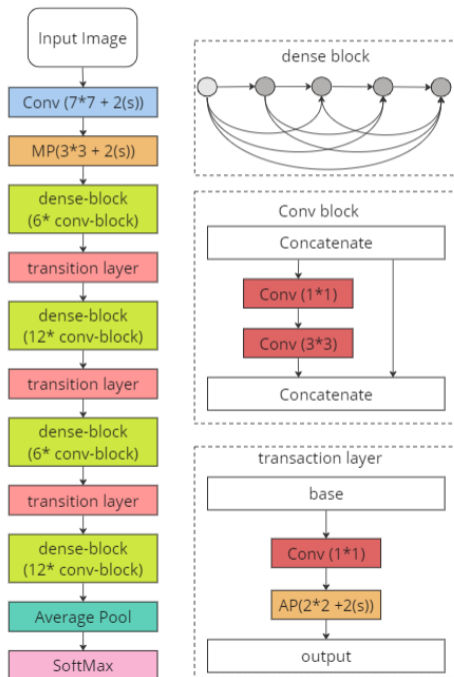 Input Image
Conv (7*7 + 2(s))
MP(3*3 + 2(s))
dense-block
(6* conv-block)
transition layer
dense-block
(12* conv-block)
transition layer
dense-block
(6* conv-block)
transition layer
dense-block
(12* conv-block)
Average Pool
SoftMax
dense block
Conv block
Concatenate
Conv (1*1)
Conv (3*3)
Concatenate
transaction layer
base
Conv (1*1)
AP(2*2 +2(s))
output